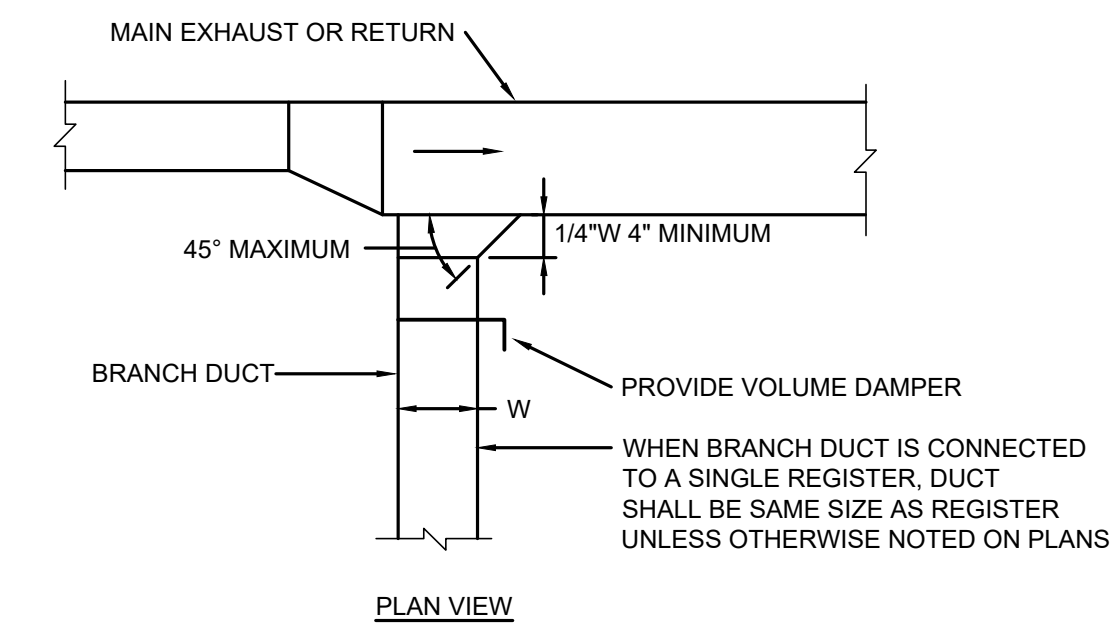 MAIN EXHAUST OR RETURN
45° MAXIMUM
1/4"W 4" MINIMUM
BRANCH DUCT
PROVIDE VOLUME DAMPER
W
WHEN BRANCH DUCT IS CONNECTED
TO A SINGLE REGISTER, DUCT
SHALL BE SAME SIZE AS REGISTER
UNLESS OTHERWISE NOTED ON PLANS
PLAN VIEW